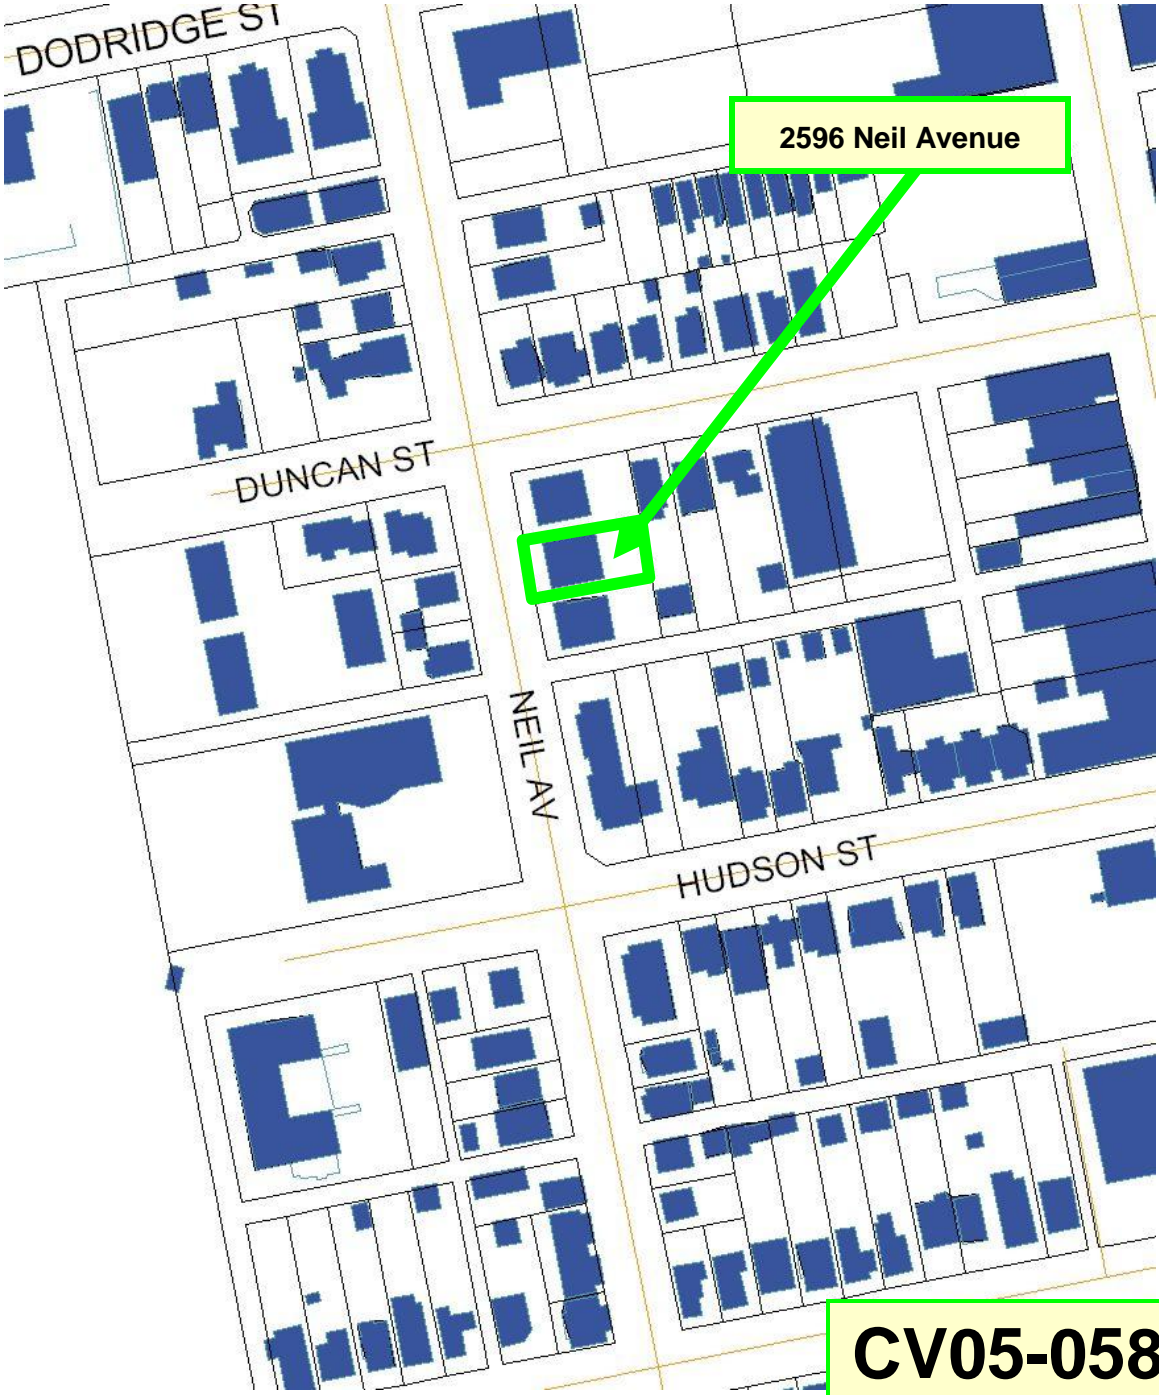 DODRIDGE ST
2596 Neil Avenue
DUNCAN ST
NEIL AV
HUDSON ST
CV05-058